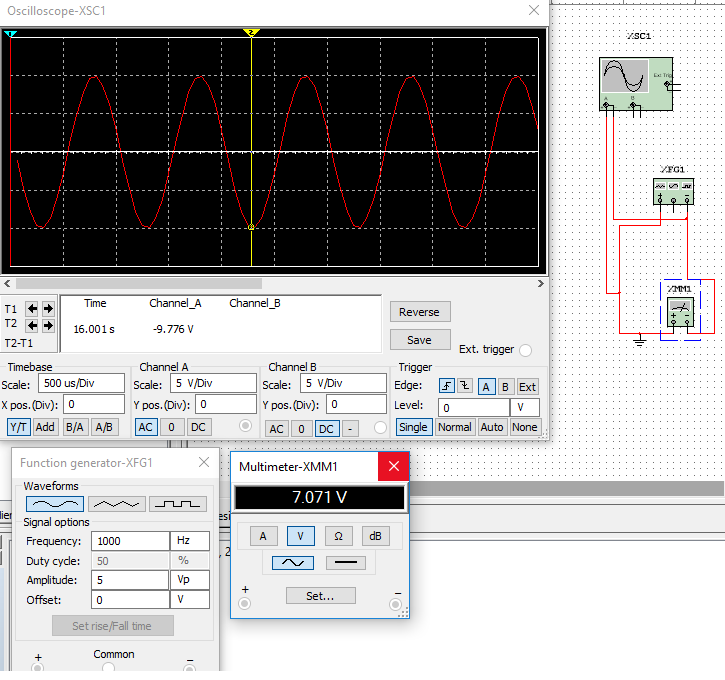 Oscilloscope-XSC1
XSC1
Ext Trig
A B
XFG1
XMM1
1
2
T1
T2
T2-T1
Time Channel_A Channel_B
16.001 s -9.776 V
Reverse
Save
Ext. trigger
Timebase
Scale: 500 us/Div
X pos.(Div): 0
Y/T Add B/A A/B
Channel A
Scale: 5 V/Div
Y pos.(Div): 0
AC 0 DC
Channel B
Scale: 5 V/Div
Y pos.(Div): 0
AC 0 DC -
Trigger
Edge: A B Ext
Level: 0 V
Single Normal Auto None
Function generator-XFG1
Waveforms
Signal options
Frequency: 1000 Hz
Duty cycle: 50 %
Amplitude: 5 Vp
Offset: 0 V
Set rise/Fall time
+ Common -
Multimeter-XMM1
7.071 V
A V Ω dB
Set...
+ -
, 2